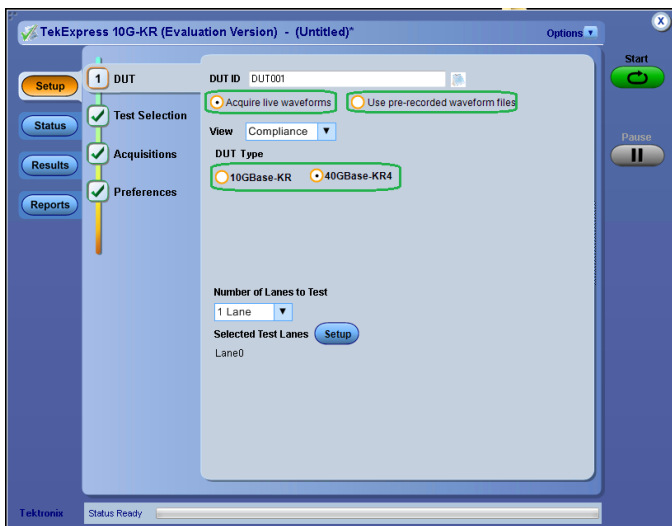 TekExpress 10G-KR (Evaluation Version) - (Untitled)*
Options
X
Start
Setup
1 DUT
DUT ID DUT001
Acquire live waveforms Use pre-recorded waveform files
Test Selection
Status
View Compliance
Pause
Acquisitions
DUT Type
Results
10GBase-KR 40GBase-KR4
Preferences
Reports
Number of Lanes to Test
1 Lane
Selected Test Lanes Setup
Lane0
Tektronix Status Ready